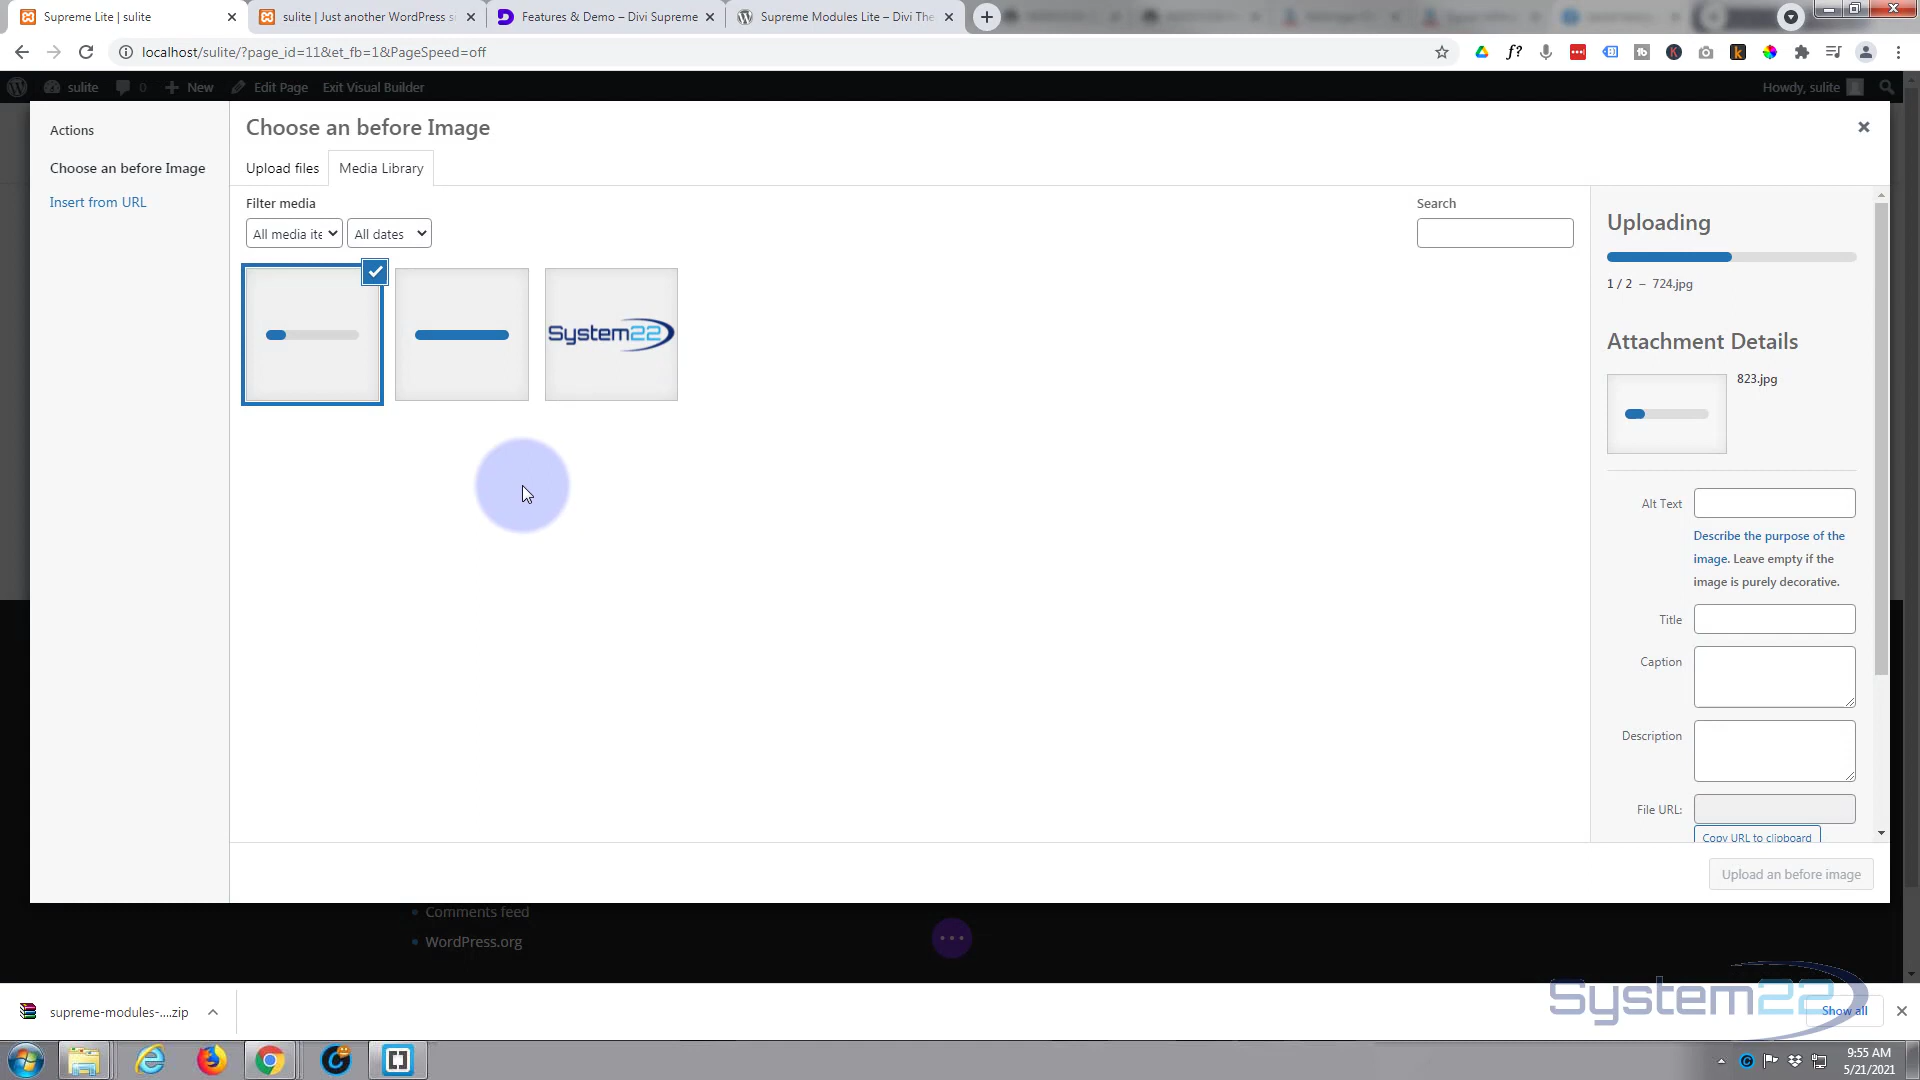 Supreme Lite | sulite
sulite | Just another WordPress s
Features & Demo – Divi Supreme
Supreme Modules Lite – Divi The
localhost/sulite/?page_id=11&et_fb=1&PageSpeed=off
sulite
0
New
Edit Page
Exit Visual Builder
Howdy, sulite
Actions
Choose an before Image
Insert from URL
Choose an before Image
Upload files
Media Library
Filter media
All media ite
All dates
Search
System22
Uploading
1 / 2 – 724.jpg
Attachment Details
823.jpg
Alt Text
Describe the purpose of the
image. Leave empty if the
image is purely decorative.
Title
Caption
Description
File URL:
Copy URL to clipboard
Upload an before image
Comments feed
WordPress.org
supreme-modules-....zip
System22
Show all
9:55 AM
5/21/2021